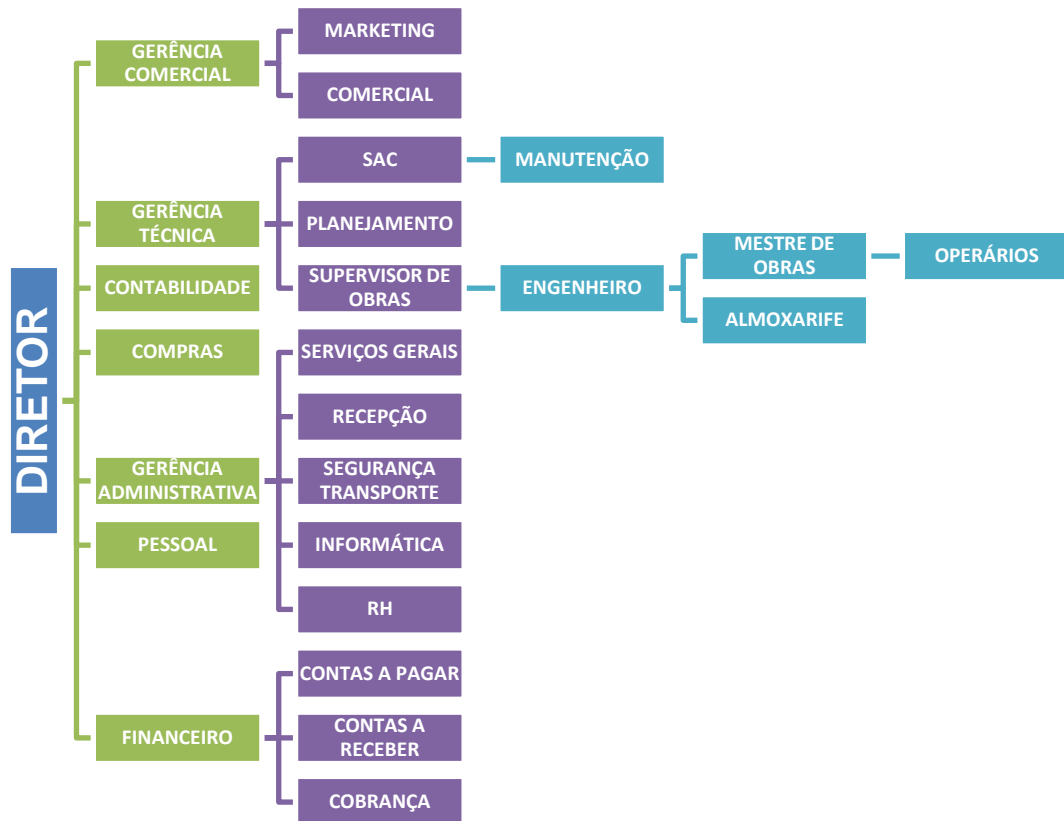 DIRETOR
GERÊNCIA
COMERCIAL
MARKETING
COMERCIAL
GERÊNCIA
TÉCNICA
SAC
MANUTENÇÃO
PLANEJAMENTO
SUPERVISOR DE
OBRAS
ENGENHEIRO
MESTRE DE
OBRAS
OPERÁRIOS
ALMOXARIFE
CONTABILIDADE
COMPRAS
GERÊNCIA
ADMINISTRATIVA
SERVIÇOS GERAIS
RECEPÇÃO
SEGURANÇA
TRANSPORTE
INFORMÁTICA
RH
PESSOAL
FINANCEIRO
CONTAS A PAGAR
CONTAS A
RECEBER
COBRANÇA